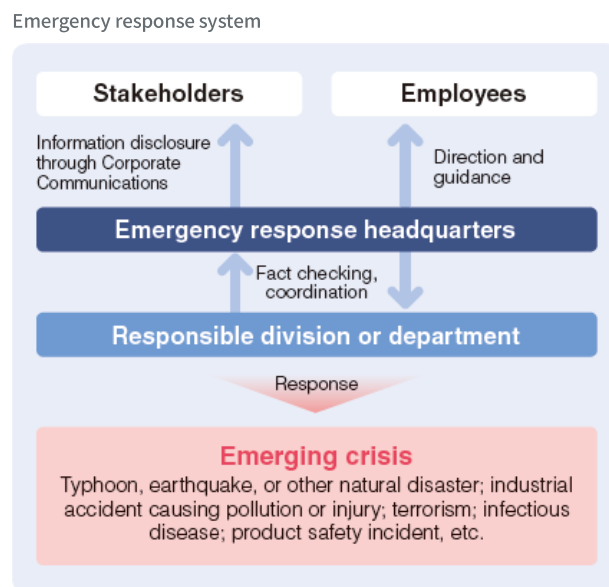 Emergency response system
Stakeholders
Employees
Information disclosure
through Corporate
Communications
Direction and
guidance
Emergency response headquarters
Fact checking,
coordination
Responsible division or department
Response
Emerging crisis
Typhoon, earthquake, or other natural disaster; industrial
accident causing pollution or injury; terrorism; infectious
disease; product safety incident, etc.